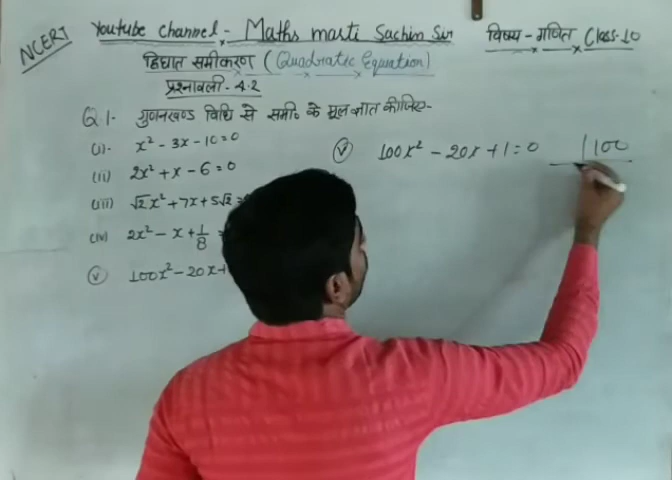 NCERT
Youtube channel - Maths masti Sachin Sir
विषय - गणित Class-10
द्विघात समीकरण (Quadratic Equation)
प्रश्नावली - 4.2
Q.1- गुणनखण्ड विधि से समी० के मूल ज्ञात कीजिए-
(i)- x² - 3x - 10 = 0
(ii) 2x² + x - 6 = 0
(iii) √2x² + 7x + 5√2 =
(iv) 2x² - x + 1/8 =
(v) 100x² - 20x +
(v) 100x² - 20x + 1 = 0
100